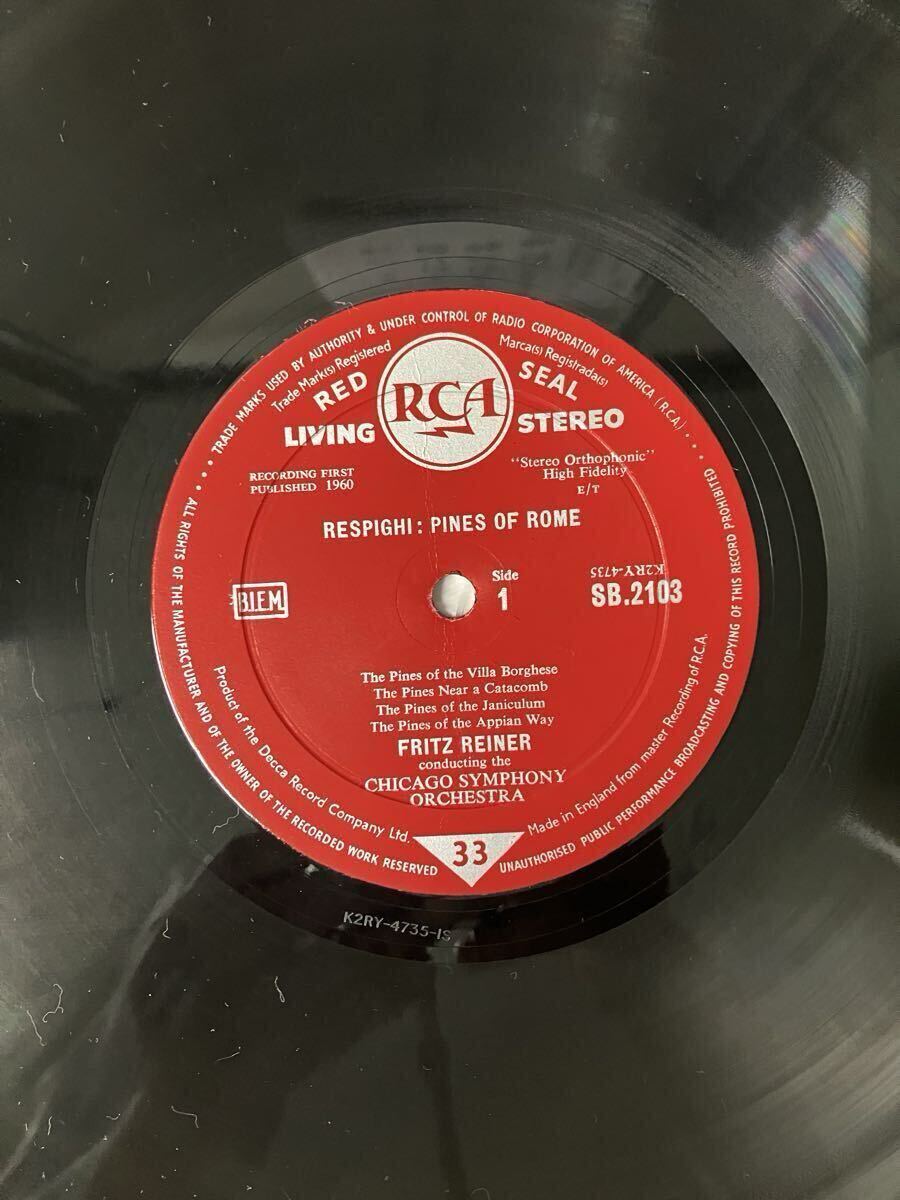 TRADE MARKS USED BY AUTHORITY & UNDER CONTROL OF RADIO CORPORATION OF AMERICA (RCA)....
Trade Mark(s) Registered
Marca(s) Registrada(s)
RED SEAL
RCA
LIVING STEREO
RECORDING FIRST
PUBLISHED 1960
"Stereo Orthophonic"
High Fidelity
E/T
RESPIGHI: PINES OF ROME
B.I.E.M.
Side
1
K2RY-4735
SB.2103
The Pines of the Villa Borghese
The Pines Near a Catacomb
The Pines of the Janiculum
The Pines of the Appian Way
FRITZ REINER
conducting the
CHICAGO SYMPHONY
ORCHESTRA
Product of the Decca Record Company Ltd.
33
Made in England from master Recording of R.C.A.
ALL RIGHTS OF THE MANUFACTURER AND OF THE OWNER OF THE RECORDED WORK RESERVED
UNAUTHORISED PUBLIC PERFORMANCE BROADCASTING AND COPYING OF THIS RECORD PROHIBITED
K2RY-4735-1S